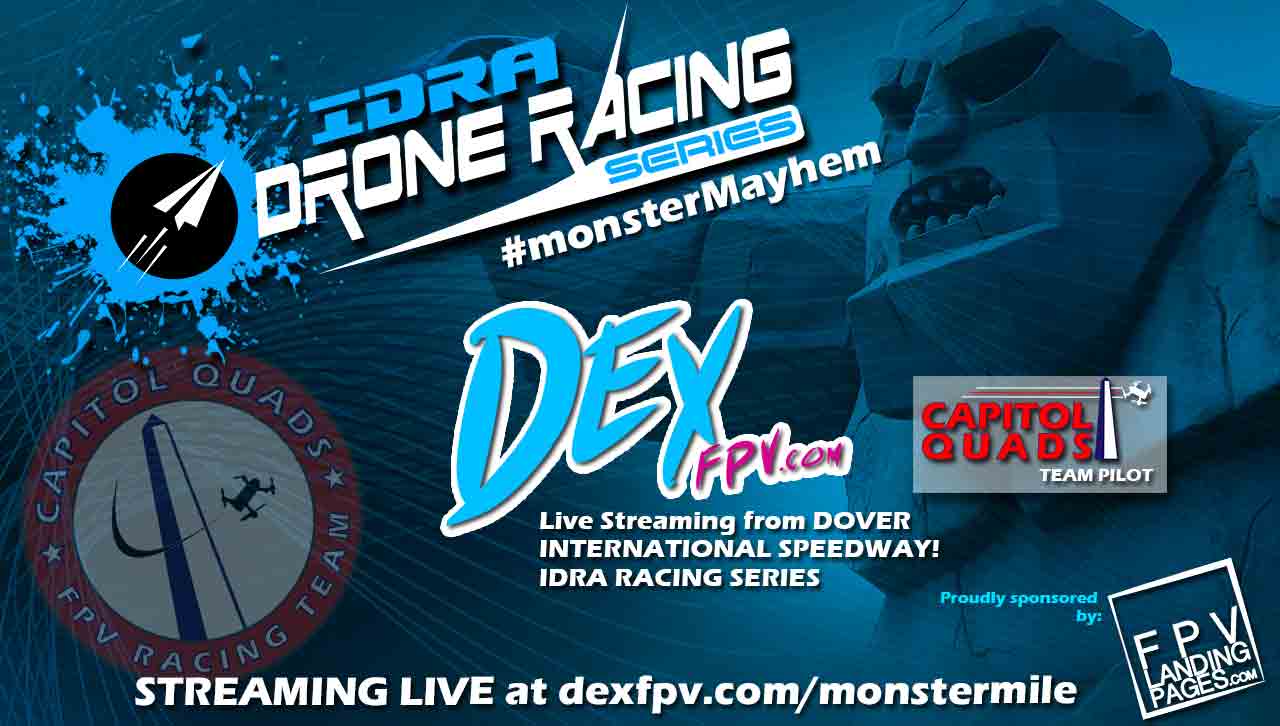 IDRA
DRONE RACING
SERIES
#monsterMayhem
DEX
FPV.COM
CAPITOL QUADS
FPV RACING TEAM
CAPITOL
QUADS
TEAM PILOT
Live Streaming from DOVER
INTERNATIONAL SPEEDWAY!
IDRA RACING SERIES
Proudly sponsored
by:
FPV
LANDING
PAGES.COM
STREAMING LIVE at dexfpv.com/monstermile